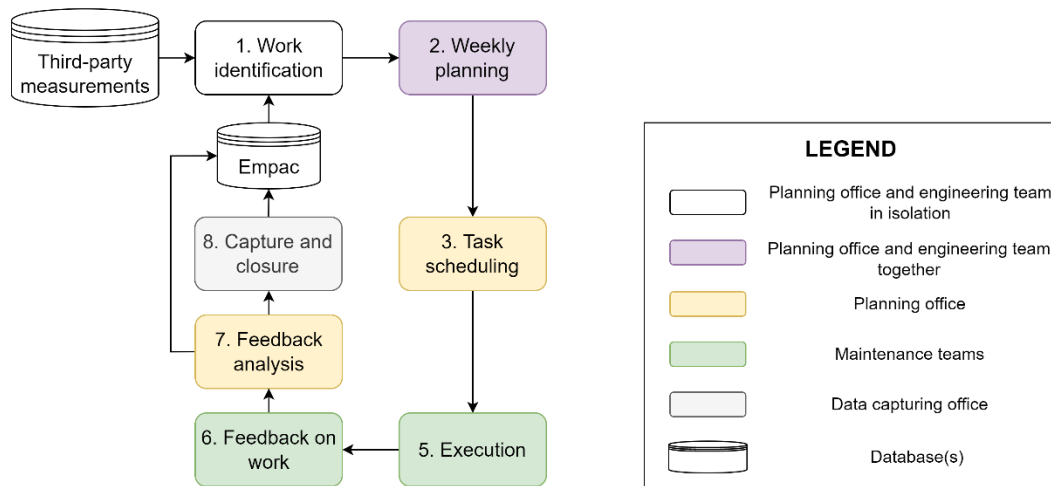 Third-party
measurements
1. Work
identification
2. Weekly
planning
Empac
8. Capture and
closure
3. Task
scheduling
7. Feedback
analysis
6. Feedback on
work
5. Execution
LEGEND
Planning office and engineering team
in isolation
Planning office and engineering team
together
Planning office
Maintenance teams
Data capturing office
Database(s)